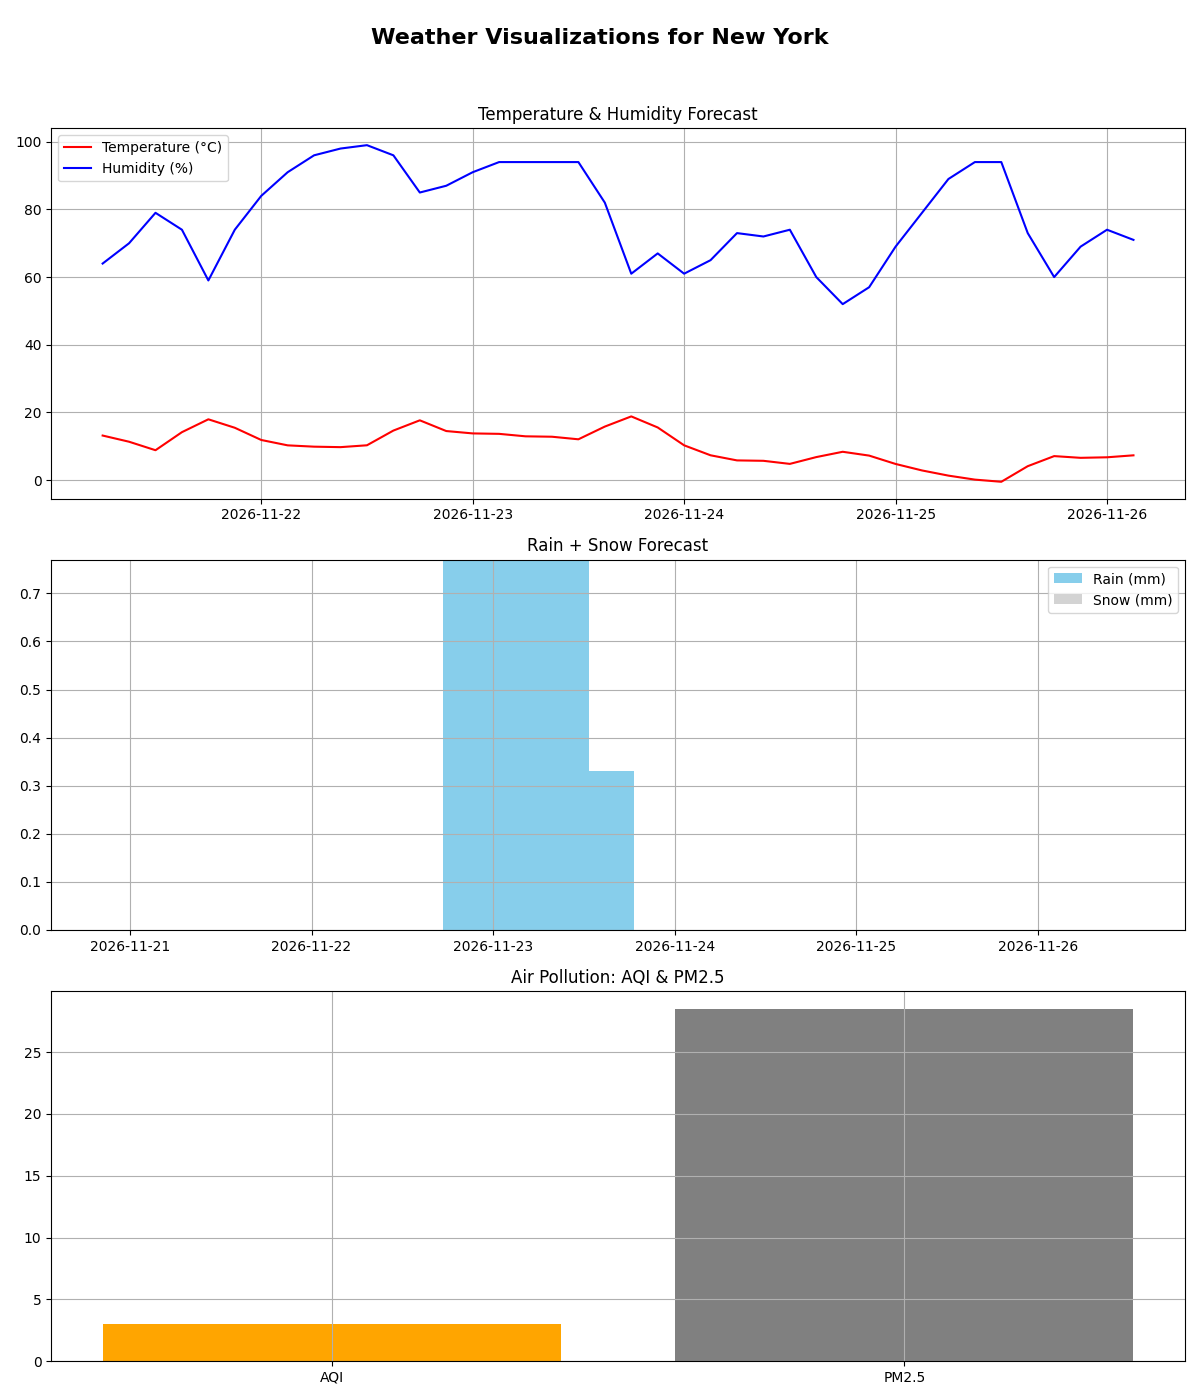 Weather Visualizations for New York
Temperature & Humidity Forecast
100
80
60
40
20
0
Temperature (°C)
Humidity (%)
2026-11-22 2026-11-23 2026-11-24 2026-11-25 2026-11-26
Rain + Snow Forecast
0.7
0.6
0.5
0.4
0.3
0.2
0.1
0.0
Rain (mm)
Snow (mm)
2026-11-21 2026-11-22 2026-11-23 2026-11-24 2026-11-25 2026-11-26
Air Pollution: AQI & PM2.5
25
20
15
10
5
0
AQI PM2.5